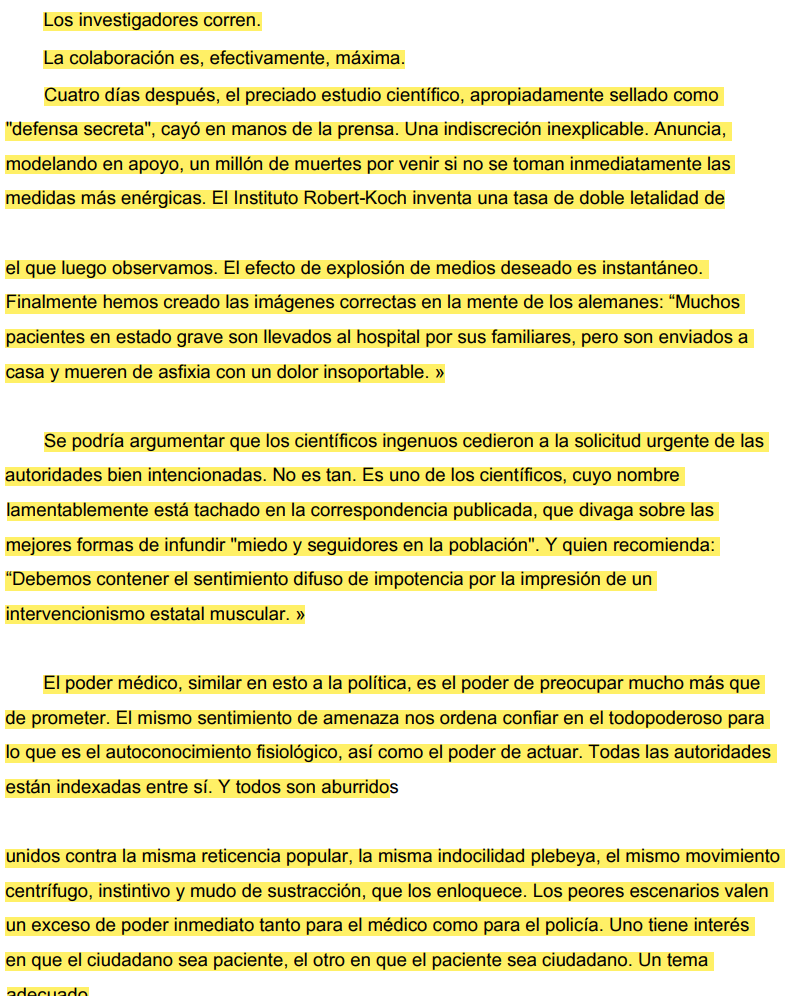 Los investigadores corren.
La colaboración es, efectivamente, máxima.
Cuatro días después, el preciado estudio científico, apropiadamente sellado como
"defensa secreta", cayó en manos de la prensa. Una indiscreción inexplicable. Anuncia,
modelando en apoyo, un millón de muertes por venir si no se toman inmediatamente las
medidas más enérgicas. El Instituto Robert-Koch inventa una tasa de doble letalidad de
el que luego observamos. El efecto de explosión de medios deseado es instantáneo.
Finalmente hemos creado las imágenes correctas en la mente de los alemanes: “Muchos
pacientes en estado grave son llevados al hospital por sus familiares, pero son enviados a
casa y mueren de asfixia con un dolor insoportable. »
Se podría argumentar que los científicos ingenuos cedieron a la solicitud urgente de las
autoridades bien intencionadas. No es tan. Es uno de los científicos, cuyo nombre
lamentablemente está tachado en la correspondencia publicada, que divaga sobre las
mejores formas de infundir "miedo y seguidores en la población". Y quien recomienda:
“Debemos contener el sentimiento difuso de impotencia por la impresión de un
intervencionismo estatal muscular. »
El poder médico, similar en esto a la política, es el poder de preocupar mucho más que
de prometer. El mismo sentimiento de amenaza nos ordena confiar en el todopoderoso para
lo que es el autoconocimiento fisiológico, así como el poder de actuar. Todas las autoridades
están indexadas entre sí. Y todos son aburridos
unidos contra la misma reticencia popular, la misma indocilidad plebeya, el mismo movimiento
centrífugo, instintivo y mudo de sustracción, que los enloquece. Los peores escenarios valen
un exceso de poder inmediato tanto para el médico como para el policía. Uno tiene interés
en que el ciudadano sea paciente, el otro en que el paciente sea ciudadano. Un tema
adecuado